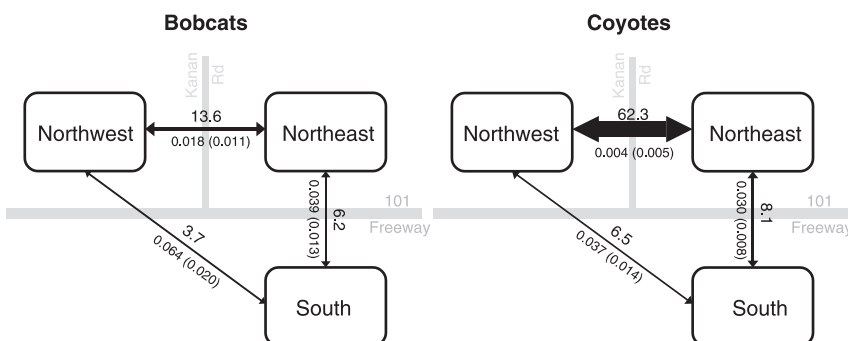 Bobcats
Kanan
Rd
Northwest
13.6
0.018 (0.011)
Northeast
3.7
0.064 (0.020)
6.2
0.039 (0.013)
101
Freeway
South
Coyotes
Kanan
Rd
Northwest
62.3
0.004 (0.005)
Northeast
6.5
0.037 (0.014)
8.1
0.030 (0.008)
101
Freeway
South